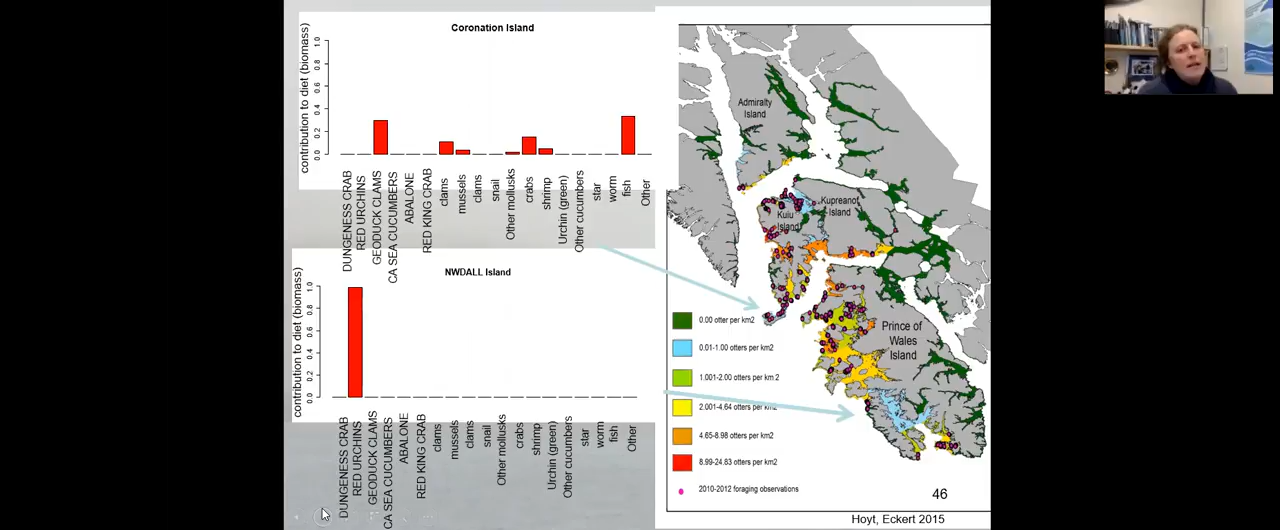 Coronation Island
contribution to diet (biomass)
1.0
0.8
0.6
0.4
0.2
0.0
DUNGENESS CRAB
RED URCHINS
GEODUCK CLAMS
CA SEA CUCUMBERS
ABALONE
RED KING CRAB
clams
mussels
clams
snail
Other mollusks
crabs
shrimp
Urchin (green)
Other cucumbers
star
worm
fish
Other
NWDALL Island
contribution to diet (biomass)
1.0
0.8
0.6
0.4
0.2
0.0
DUNGENESS CRAB
RED URCHINS
GEODUCK CLAMS
CA SEA CUCUMBERS
ABALONE
RED KING CRAB
clams
mussels
clams
snail
Other mollusks
crabs
shrimp
Urchin (green)
Other cucumbers
star
worm
fish
Other
Admiralty
Island
Kuiu
Island
Kupreanof
Island
Prince of
Wales
Island
0.00 otter per km2
0.01-1.00 otters per km2
1.001-2.00 otters per km 2
2.001-4.64 otters per km2
4.65-8.98 otters per km2
8.99-24.83 otters per km2
2010-2012 foraging observations
46
Hoyt, Eckert 2015